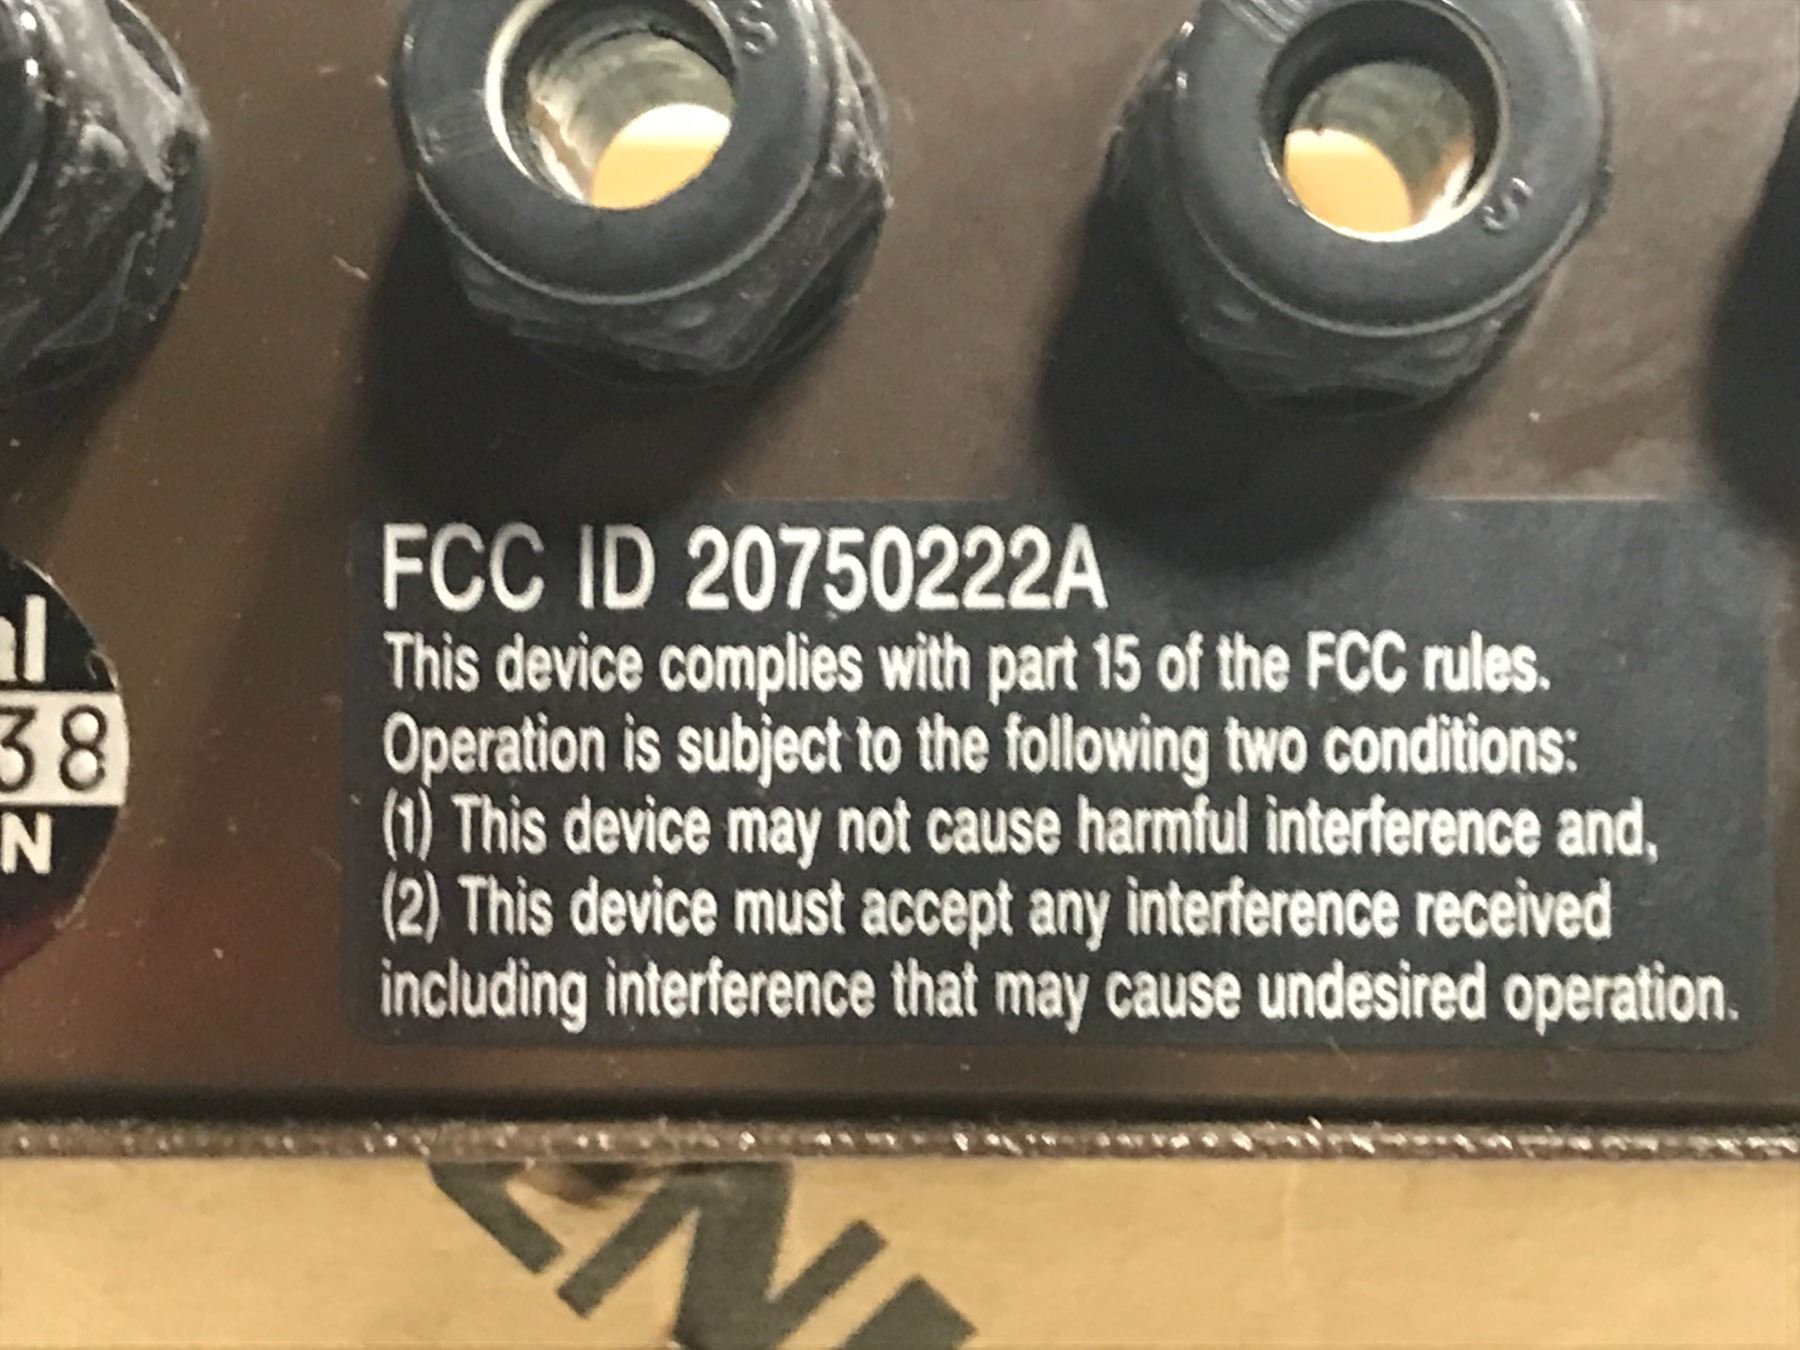 S
S
FCC ID 20750222A
This device complies with part 15 of the FCC rules.
Operation is subject to the following two conditions:
(1) This device may not cause harmful interference and,
(2) This device must accept any interference received
including interference that may cause undesired operation.
al
38
N